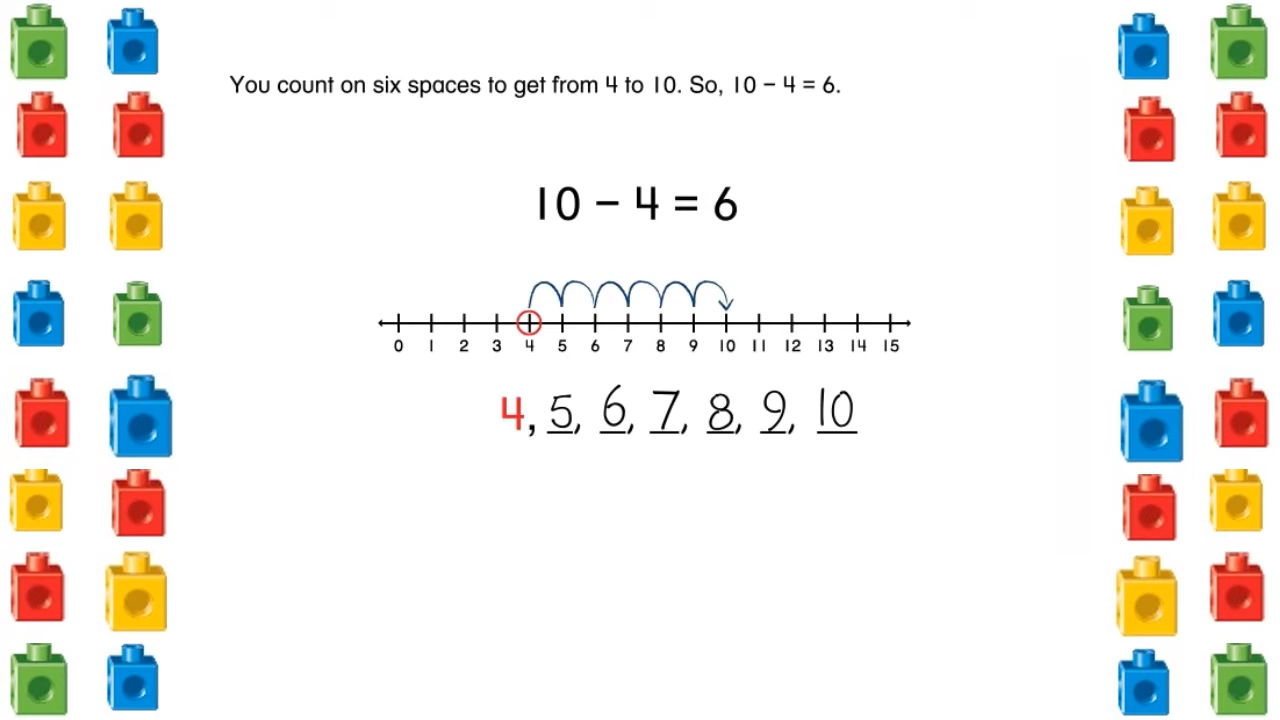 You count on six spaces to get from 4 to 10. So, 10 − 4 = 6.
10 − 4 = 6
0 1 2 3 4 5 6 7 8 9 10 11 12 13 14 15
4, 5, 6, 7, 8, 9, 10